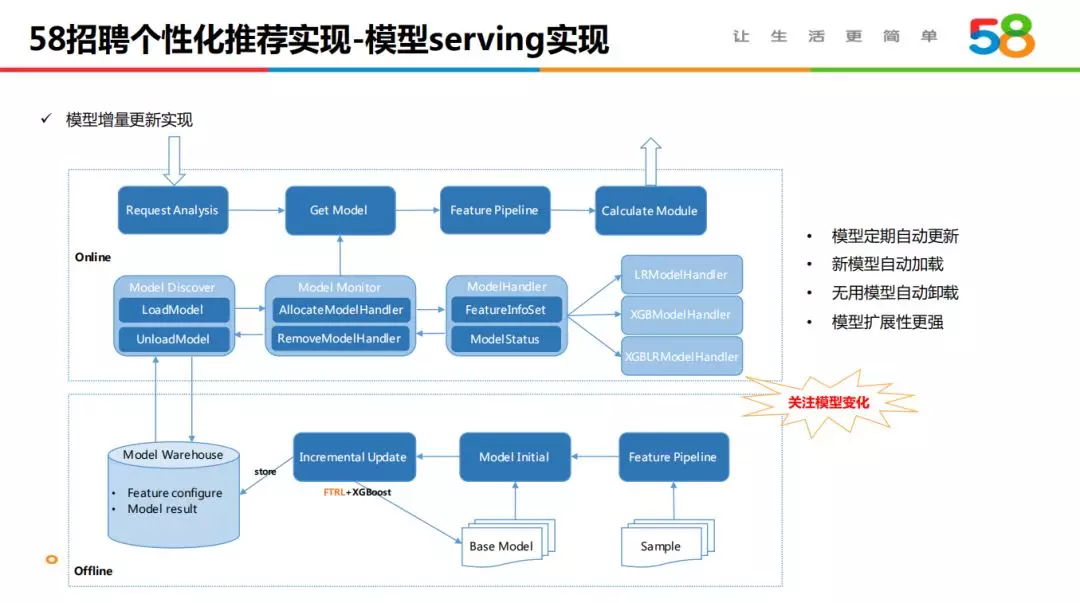 58招聘个性化推荐实现-模型serving实现
让生活更简单
58
✓ 模型增量更新实现
Request Analysis
Get Model
Feature Pipeline
Calculate Module
Online
Model Discover
LoadModel
UnloadModel
Model Monitor
AllocateModelHandler
RemoveModelHandler
ModelHandler
FeatureInfoSet
ModelStatus
LRModelHandler
XGBModelHandler
XGBLRModelHandler
• 模型定期自动更新
• 新模型自动加载
• 无用模型自动卸载
• 模型扩展性更强
关注模型变化
Model Warehouse
• Feature configure
• Model result
store
Incremental Update
FTRL+XGBoost
Model Initial
Feature Pipeline
Base Model
Sample
Offline